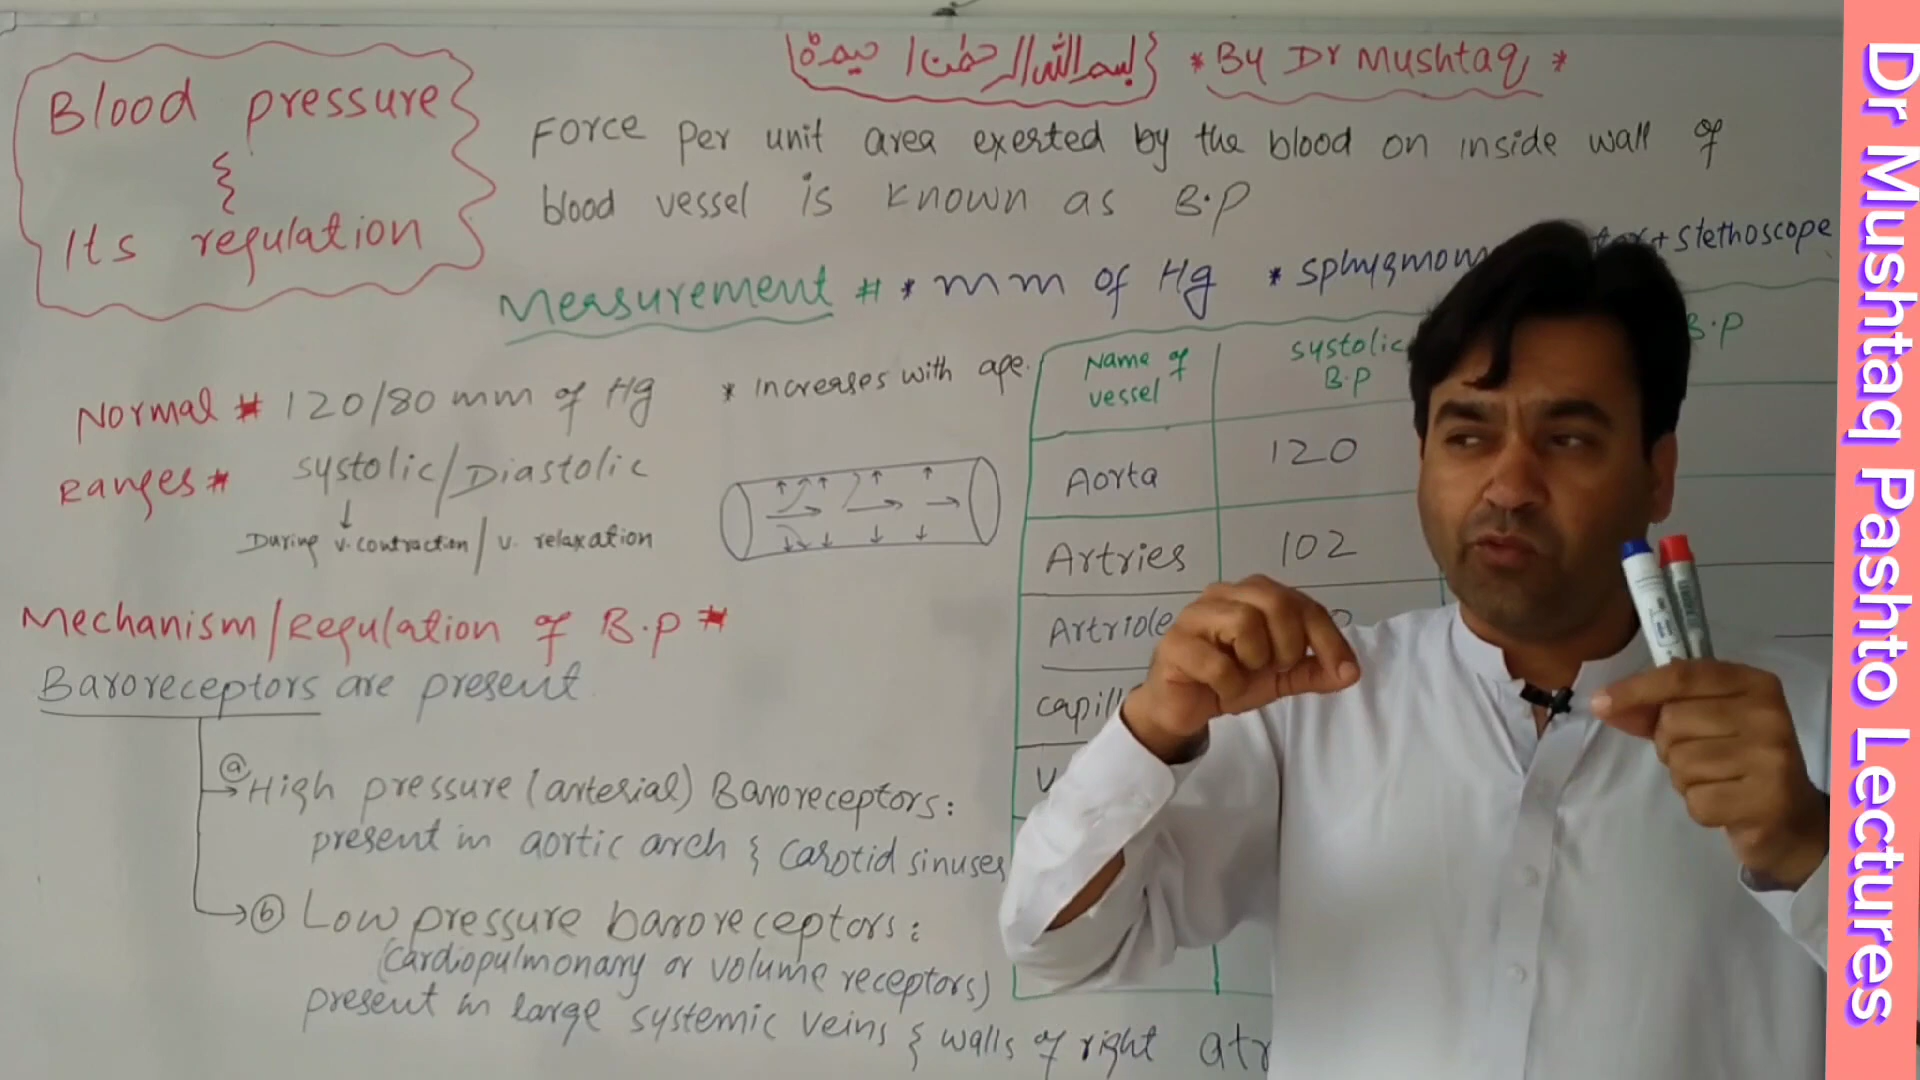 Blood pressure
&
Its regulation
بسم الله الرحمن
* By Dr Mushtaq *
Force per unit area exerted by the blood on inside wall of
blood vessel is known as B.P
Measurement # * mm of Hg * sphygmom + Stethoscope
Normal # 120/80 mm of Hg
* increases with age.
Ranges # systolic/Diastolic
↓
During v. contraction / v. relaxation
Name of
vessel
systolic
B.P
B.P
Aorta 120
Artries 102
Artriole
capill
V
Mechanism/Regulation of B.P #
Baroreceptors are present
ⓐ High pressure (arterial) Baroreceptors:
present in aortic arch & carotid sinuses
ⓑ Low pressure baroreceptors:
(cardiopulmonary or volume receptors)
present in large systemic veins & walls of right atr
Dr Mushtaq Pashto Lectures